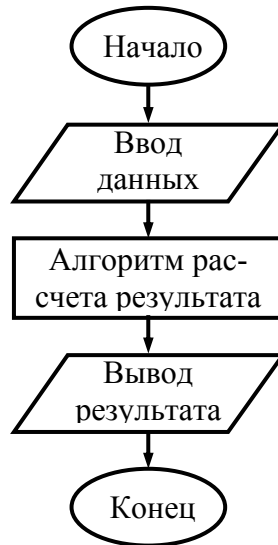 Начало
Ввод
данных
Алгоритм рас-
счета результата
Вывод
результата
Конец